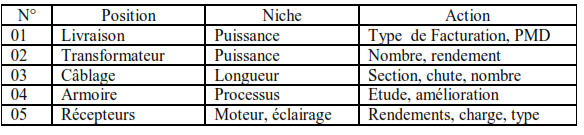 N° Position Niche Action
01 Livraison Puissance Type de Facturation, PMD
02 Transformateur Puissance Nombre, rendement
03 Câblage Longueur Section, chute, nombre
04 Armoire Processus Etude, amélioration
05 Récepteurs Moteur, éclairage Rendements, charge, type